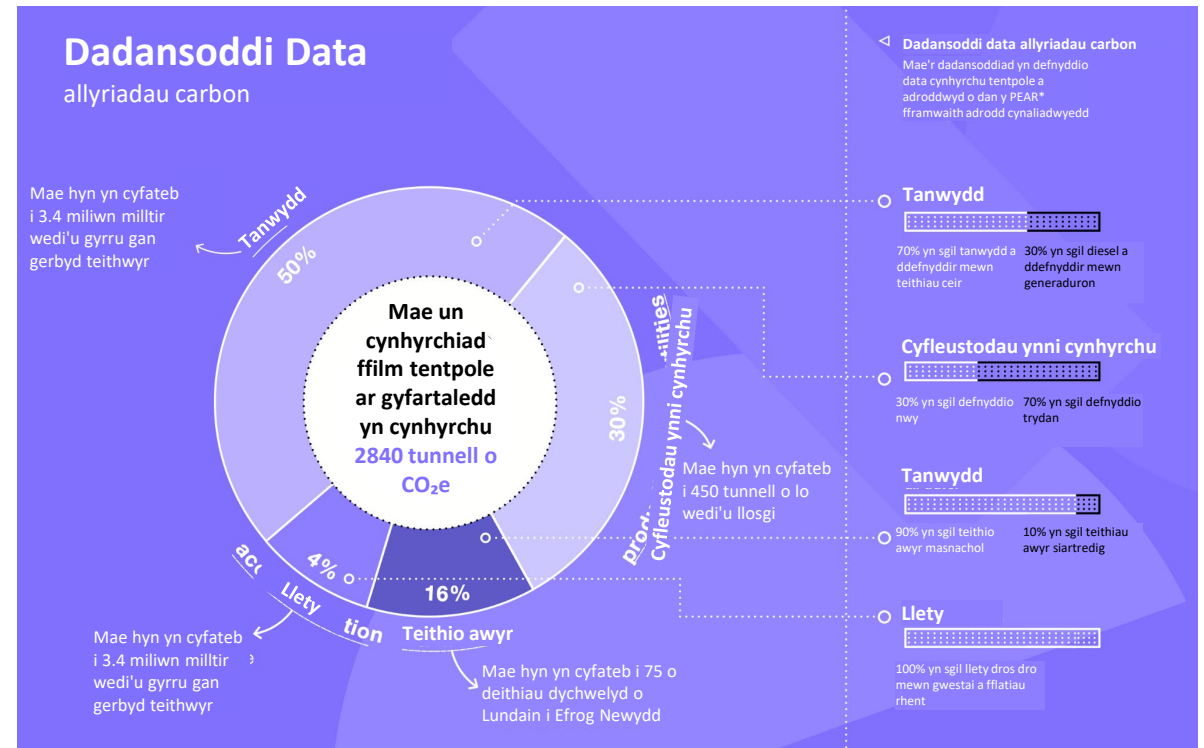 Dadansoddi Data
allyriadau carbon
Mae hyn yn cyfateb
i 3.4 miliwn milltir
wedi'u gyrru gan
gerbyd teithwyr
Tanwydd
50%
Mae un
cynhyrchiad
ffilm tentpole
ar gyfartaledd
yn cynhyrchu
2840 tunnell o
CO₂e
30%
Cyfleustodau ynni cynhyrchu
Mae hyn yn cyfateb
i 450 tunnell o lo
wedi'u llosgi
4%
Llety
tion
16%
Teithio awyr
Mae hyn yn cyfateb
i 3.4 miliwn milltir
wedi'u gyrru gan
gerbyd teithwyr
Mae hyn yn cyfateb i 75 o
deithiau dychwelyd o
Lundain i Efrog Newydd
Dadansoddi data allyriadau carbon
Mae'r dadansoddiad yn defnyddio
data cynhyrchu tentpole a
adroddwyd o dan y PEAR*
fframwaith adrodd cynaliadwyedd
Tanwydd
70% yn sgil tanwydd a
ddefnyddir mewn
teithiau ceir
30% yn sgil diesel a
ddefnyddir mewn
generaduron
Cyfleustodau ynni cynhyrchu
30% yn sgil defnyddio
nwy
70% yn sgil defnyddio
trydan
Tanwydd
90% yn sgil teithio
awyr masnachol
10% yn sgil teithiau
awyr siartredig
Llety
100% yn sgil llety dros dro
mewn gwestai a fflatiau
rhent